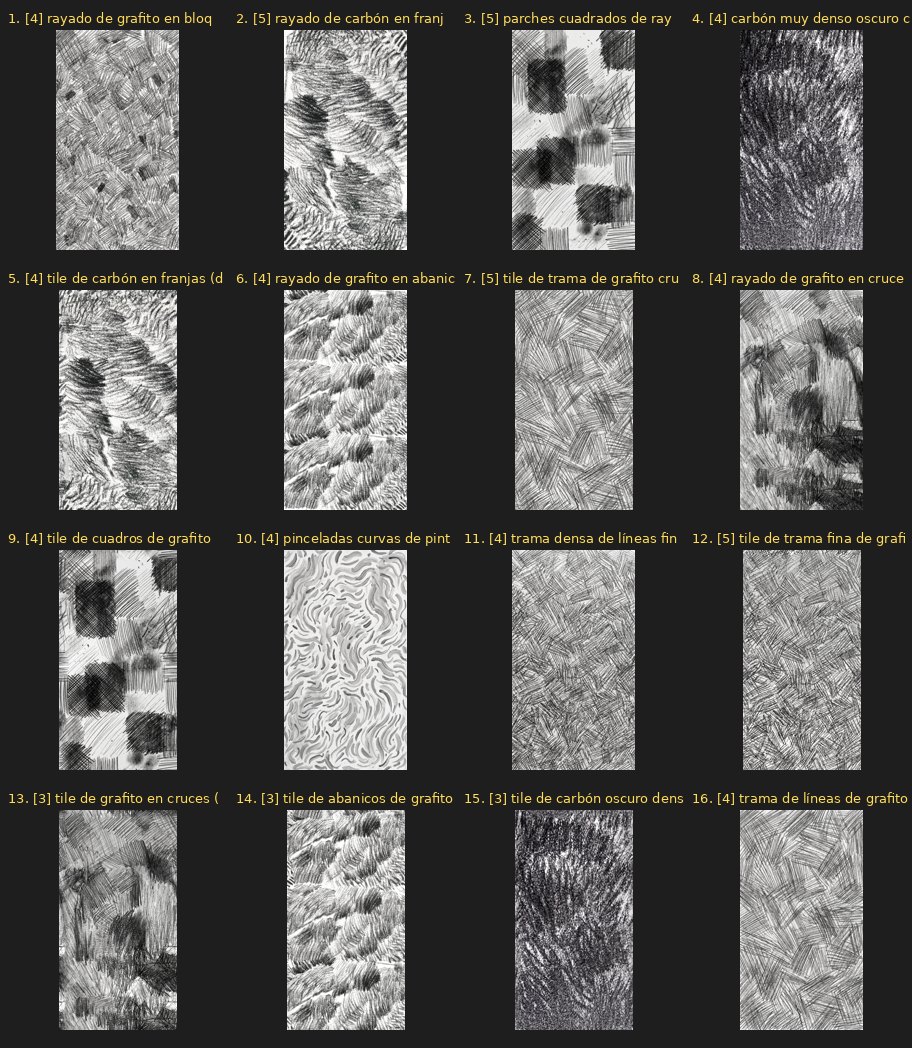 1. [4] rayado de grafito en bloq
2. [5] rayado de carbón en franj
3. [5] parches cuadrados de ray
4. [4] carbón muy denso oscuro c
5. [4] tile de carbón en franjas (d
6. [4] rayado de grafito en abanic
7. [5] tile de trama de grafito cru
8. [4] rayado de grafito en cruce
9. [4] tile de cuadros de grafito
10. [4] pinceladas curvas de pint
11. [4] trama densa de líneas fin
12. [5] tile de trama fina de grafi
13. [3] tile de grafito en cruces (
14. [3] tile de abanicos de grafito
15. [3] tile de carbón oscuro dens
16. [4] trama de líneas de grafito